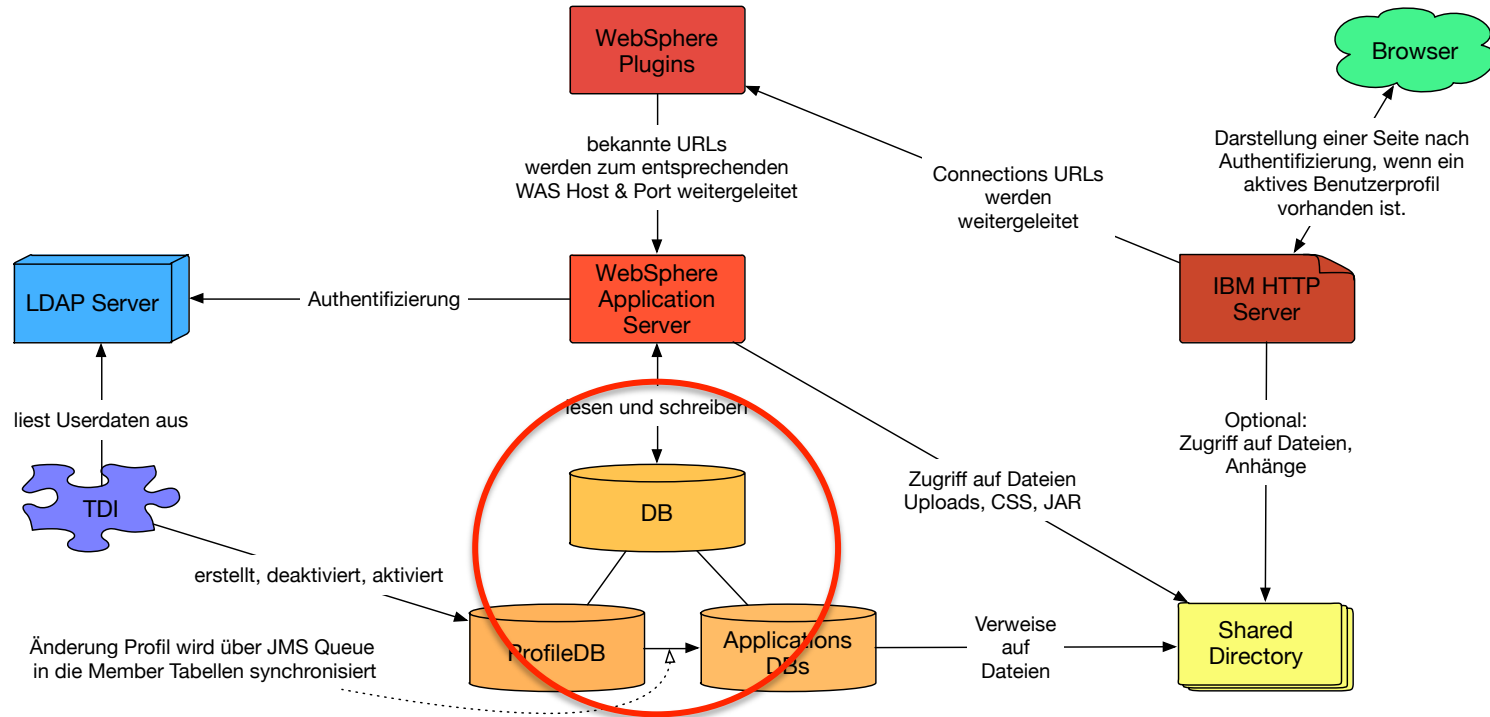 WebSphere
Plugins
Browser
bekannte URLs
werden zum entsprechenden
WAS Host & Port weitergeleitet
Connections URLs
werden
weitergeleitet
Darstellung einer Seite nach
Authentifizierung, wenn ein
aktives Benutzerprofil
vorhanden ist.
LDAP Server
Authentifizierung
WebSphere
Application
Server
IBM HTTP
Server
liest Userdaten aus
lesen und schreiben
Optional:
Zugriff auf Dateien,
Anhänge
TDI
DB
Zugriff auf Dateien
Uploads, CSS, JAR
erstellt, deaktiviert, aktiviert
Änderung Profil wird über JMS Queue
in die Member Tabellen synchronisiert
ProfileDB
Applications
DBs
Verweise
auf
Dateien
Shared
Directory